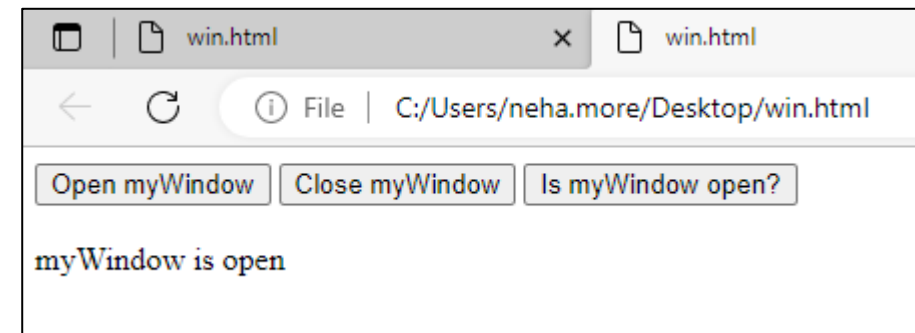 win.html win.html
File C:/Users/neha.more/Desktop/win.html
Open myWindow Close myWindow Is myWindow open?
myWindow is open